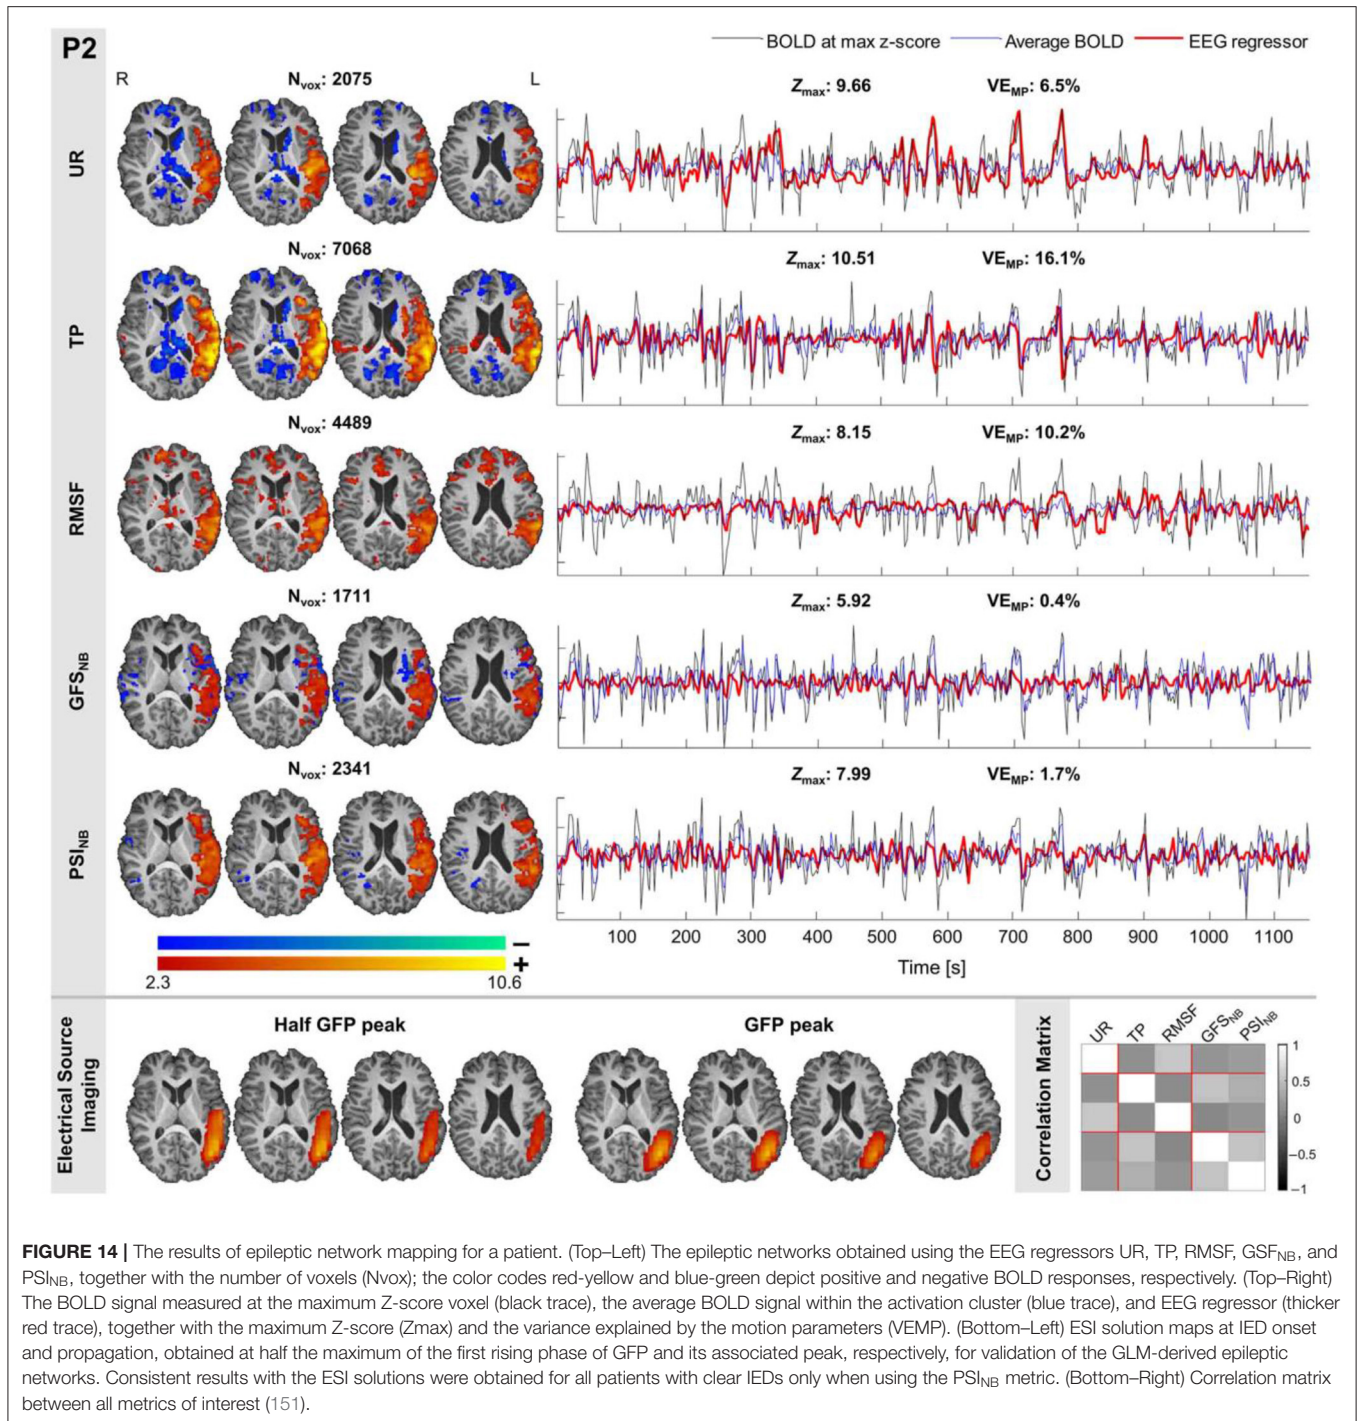 P2
BOLD at max z-score Average BOLD EEG regressor
R L
UR
Nvox: 2075
Zmax: 9.66 VEMP: 6.5%
TP
Nvox: 7068
Zmax: 10.51 VEMP: 16.1%
RMSF
Nvox: 4489
Zmax: 8.15 VEMP: 10.2%
GFSNB
Nvox: 1711
Zmax: 5.92 VEMP: 0.4%
PSINB
Nvox: 2341
Zmax: 7.99 VEMP: 1.7%
100 200 300 400 500 600 700 800 900 1000 1100
Time [s]
−
+
2.3 10.6
Electrical Source
Imaging
Half GFP peak
GFP peak
Correlation Matrix
UR TP RMSF GFSNB PSINB
1
0.5
0
−0.5
−1
FIGURE 14 | The results of epileptic network mapping for a patient. (Top–Left) The epileptic networks obtained using the EEG regressors UR, TP, RMSF, GSFNB, and
PSINB, together with the number of voxels (Nvox); the color codes red-yellow and blue-green depict positive and negative BOLD responses, respectively. (Top–Right)
The BOLD signal measured at the maximum Z-score voxel (black trace), the average BOLD signal within the activation cluster (blue trace), and EEG regressor (thicker
red trace), together with the maximum Z-score (Zmax) and the variance explained by the motion parameters (VEMP). (Bottom–Left) ESI solution maps at IED onset
and propagation, obtained at half the maximum of the first rising phase of GFP and its associated peak, respectively, for validation of the GLM-derived epileptic
networks. Consistent results with the ESI solutions were obtained for all patients with clear IEDs only when using the PSINB metric. (Bottom–Right) Correlation matrix
between all metrics of interest (151).